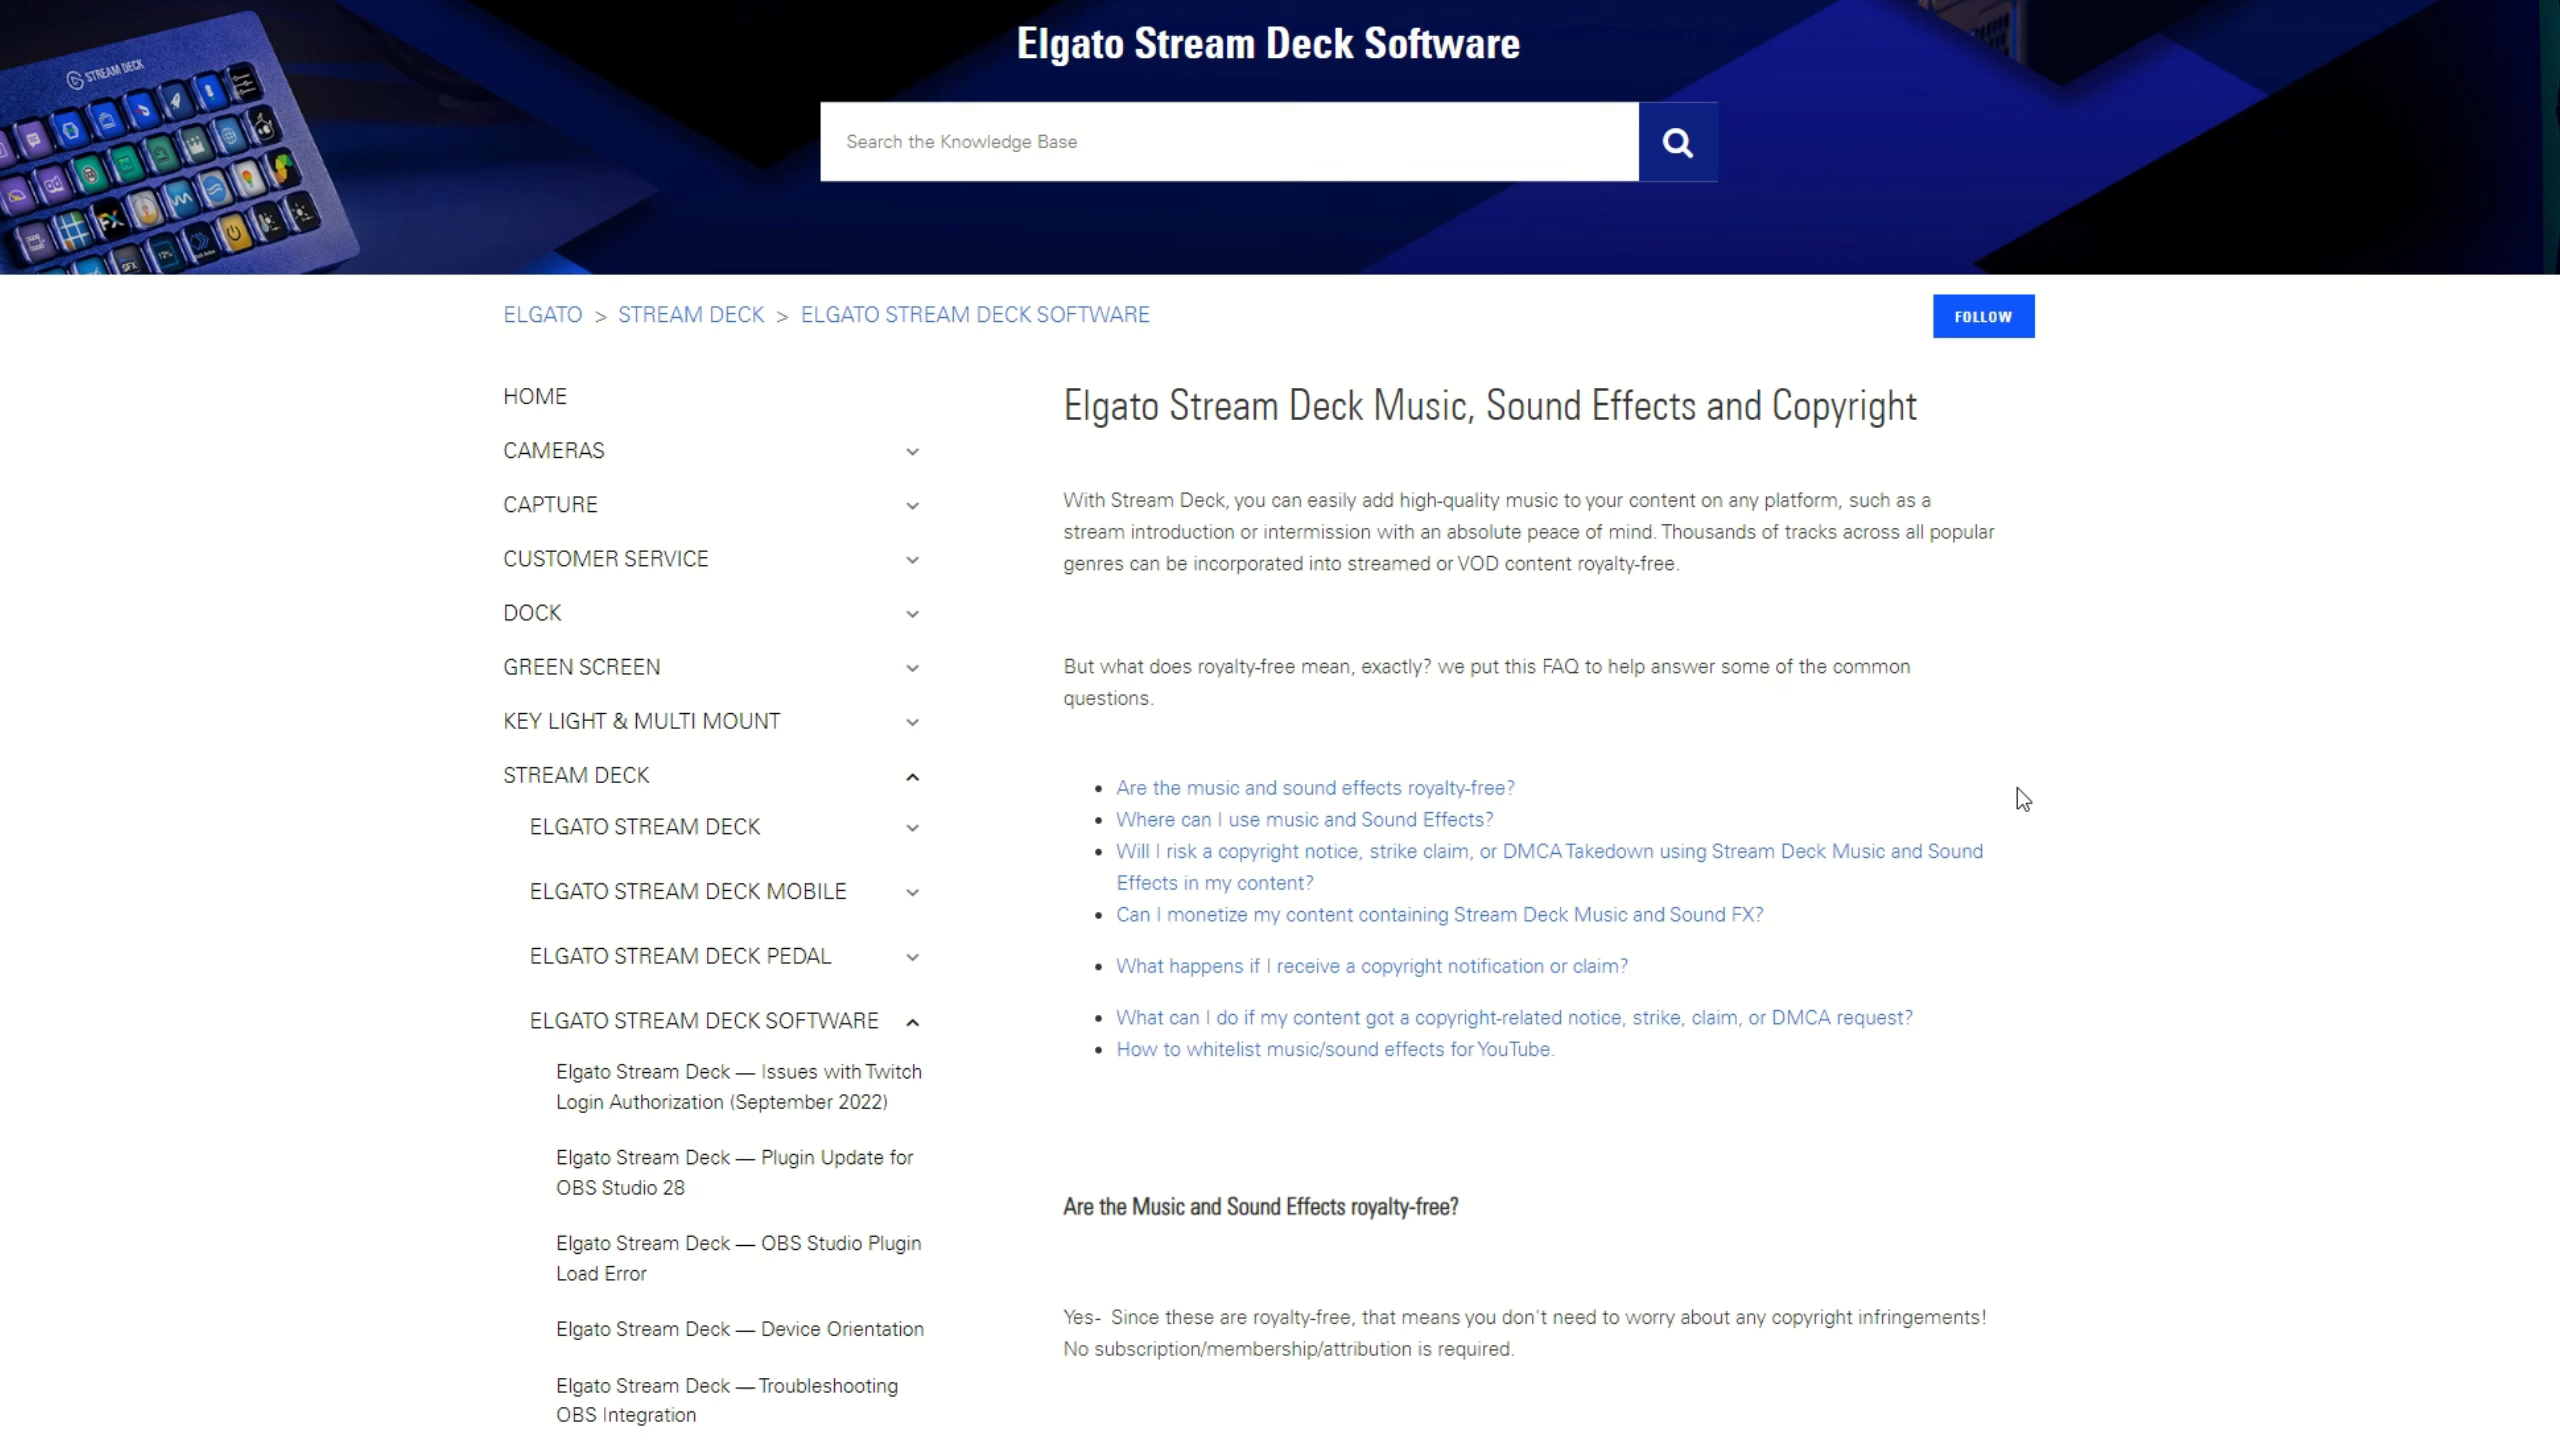 STREAM DECK
Elgato Stream Deck Software
Search the Knowledge Base
ELGATO > STREAM DECK > ELGATO STREAM DECK SOFTWARE
FOLLOW
HOME
CAMERAS
CAPTURE
CUSTOMER SERVICE
DOCK
GREEN SCREEN
KEY LIGHT & MULTI MOUNT
STREAM DECK
ELGATO STREAM DECK
ELGATO STREAM DECK MOBILE
ELGATO STREAM DECK PEDAL
ELGATO STREAM DECK SOFTWARE
Elgato Stream Deck — Issues with Twitch
Login Authorization (September 2022)
Elgato Stream Deck — Plugin Update for
OBS Studio 28
Elgato Stream Deck — OBS Studio Plugin
Load Error
Elgato Stream Deck — Device Orientation
Elgato Stream Deck — Troubleshooting
OBS Integration
Elgato Stream Deck Music, Sound Effects and Copyright
With Stream Deck, you can easily add high-quality music to your content on any platform, such as a
stream introduction or intermission with an absolute peace of mind. Thousands of tracks across all popular
genres can be incorporated into streamed or VOD content royalty-free.
But what does royalty-free mean, exactly? we put this FAQ to help answer some of the common
questions.
Are the music and sound effects royalty-free?
Where can I use music and Sound Effects?
Will I risk a copyright notice, strike claim, or DMCA Takedown using Stream Deck Music and Sound
Effects in my content?
Can I monetize my content containing Stream Deck Music and Sound FX?
What happens if I receive a copyright notification or claim?
What can I do if my content got a copyright-related notice, strike, claim, or DMCA request?
How to whitelist music/sound effects for YouTube.
Are the Music and Sound Effects royalty-free?
Yes- Since these are royalty-free, that means you don't need to worry about any copyright infringements!
No subscription/membership/attribution is required.